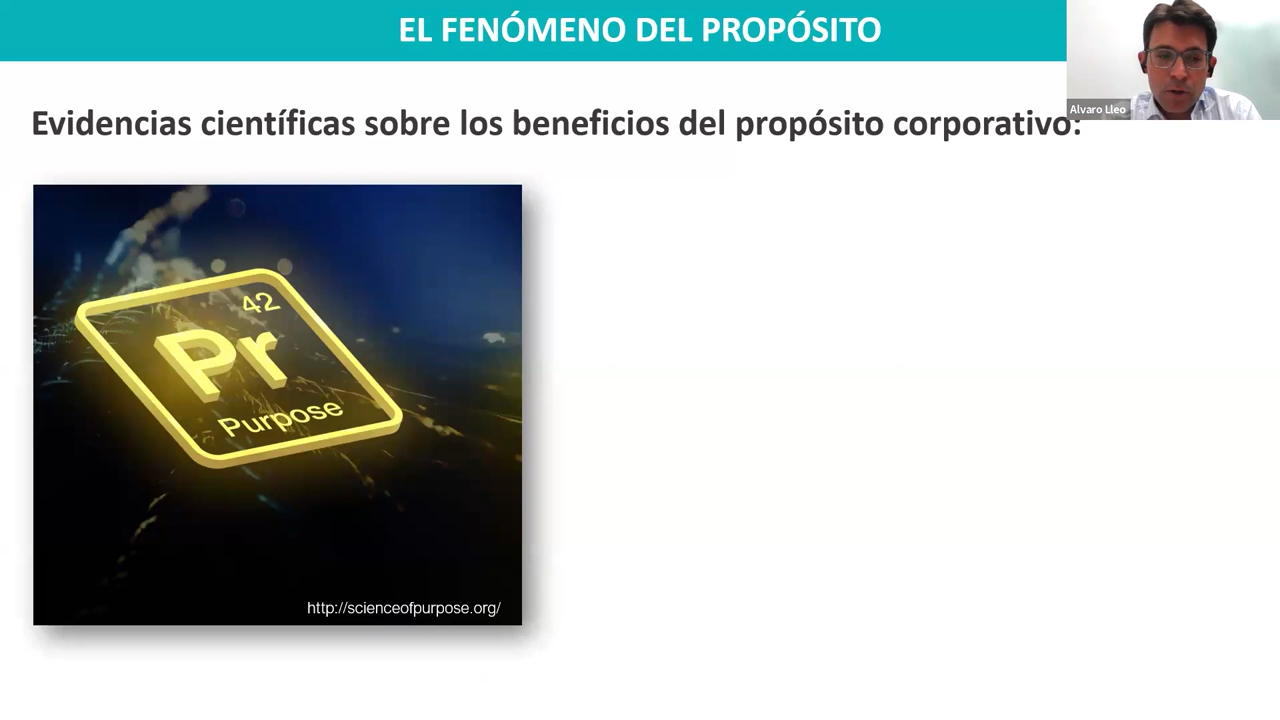 EL FENÓMENO DEL PROPÓSITO
Alvaro Lleo
Evidencias científicas sobre los beneficios del propósito corporativo:
42
Pr
Purpose
http://scienceofpurpose.org/